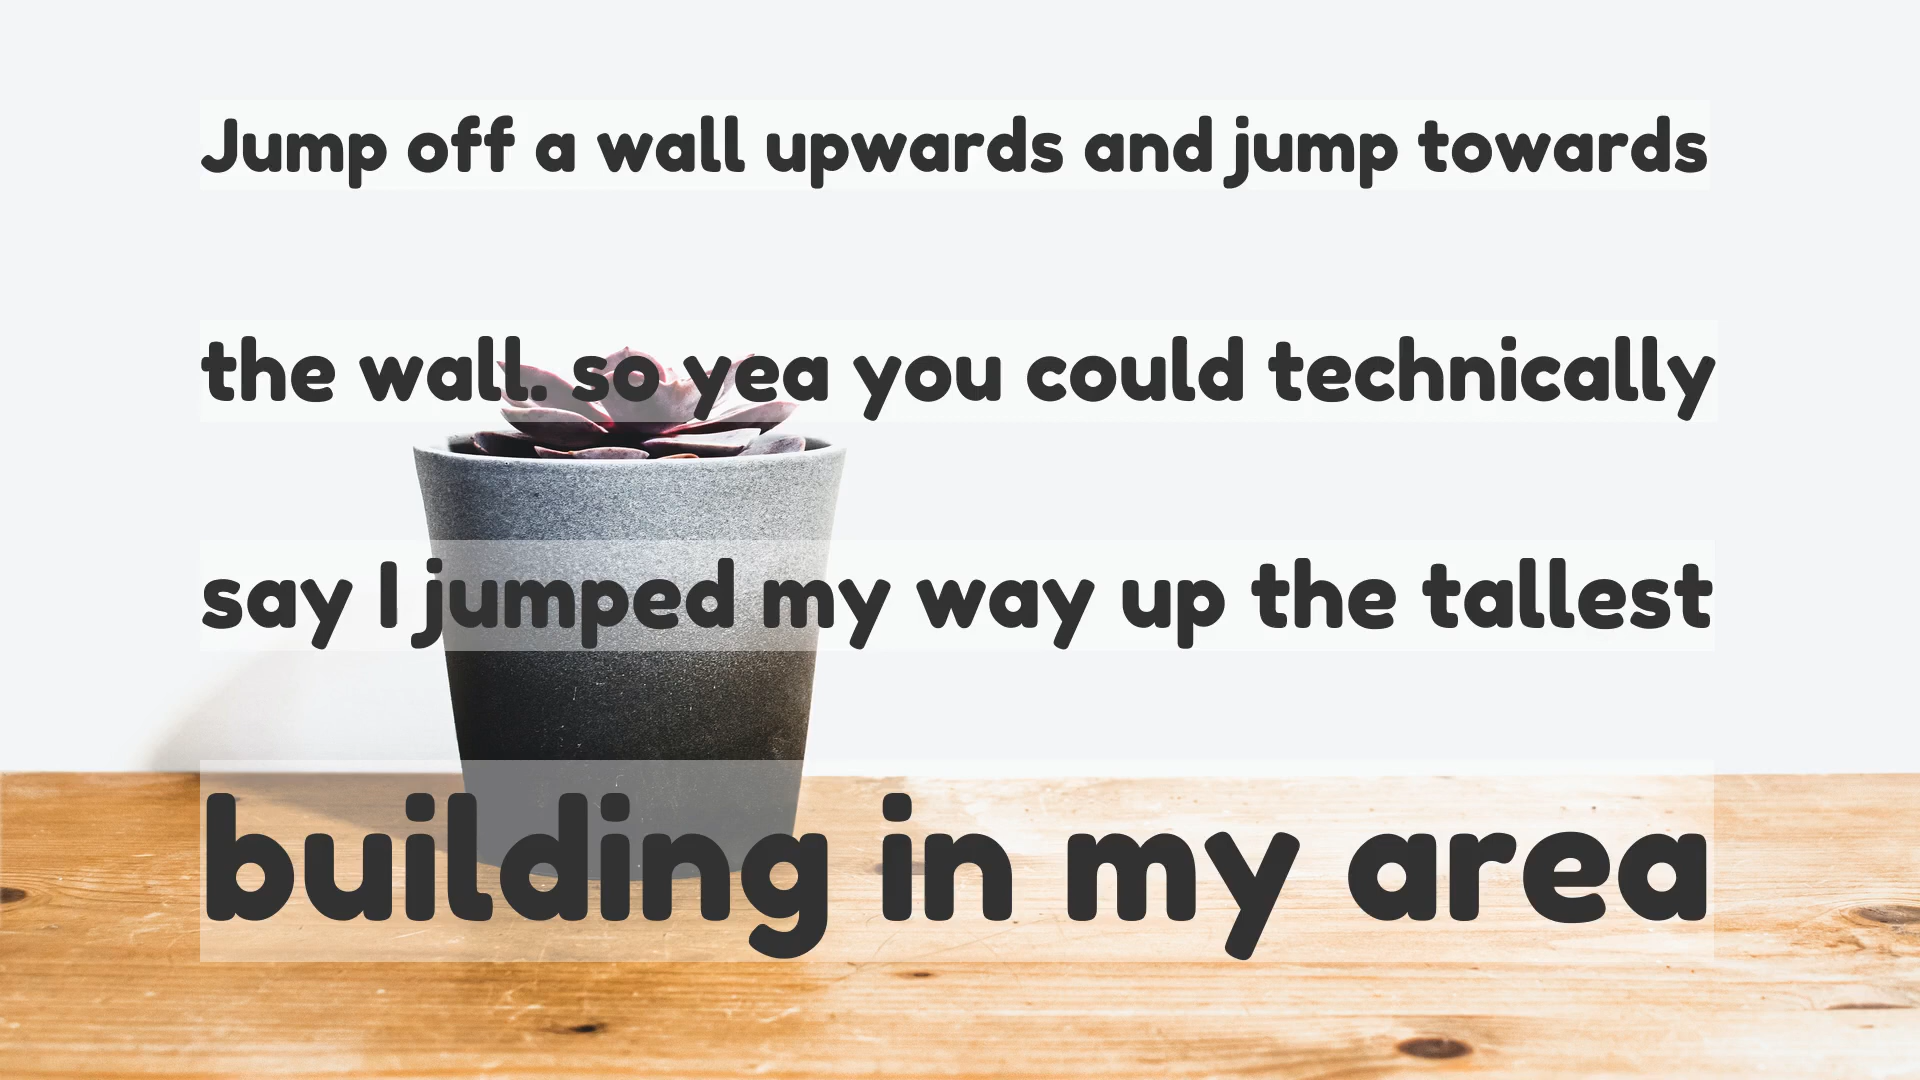 Jump off a wall upwards and jump towards
the wall. so yea you could technically
say I jumped my way up the tallest
building in my area